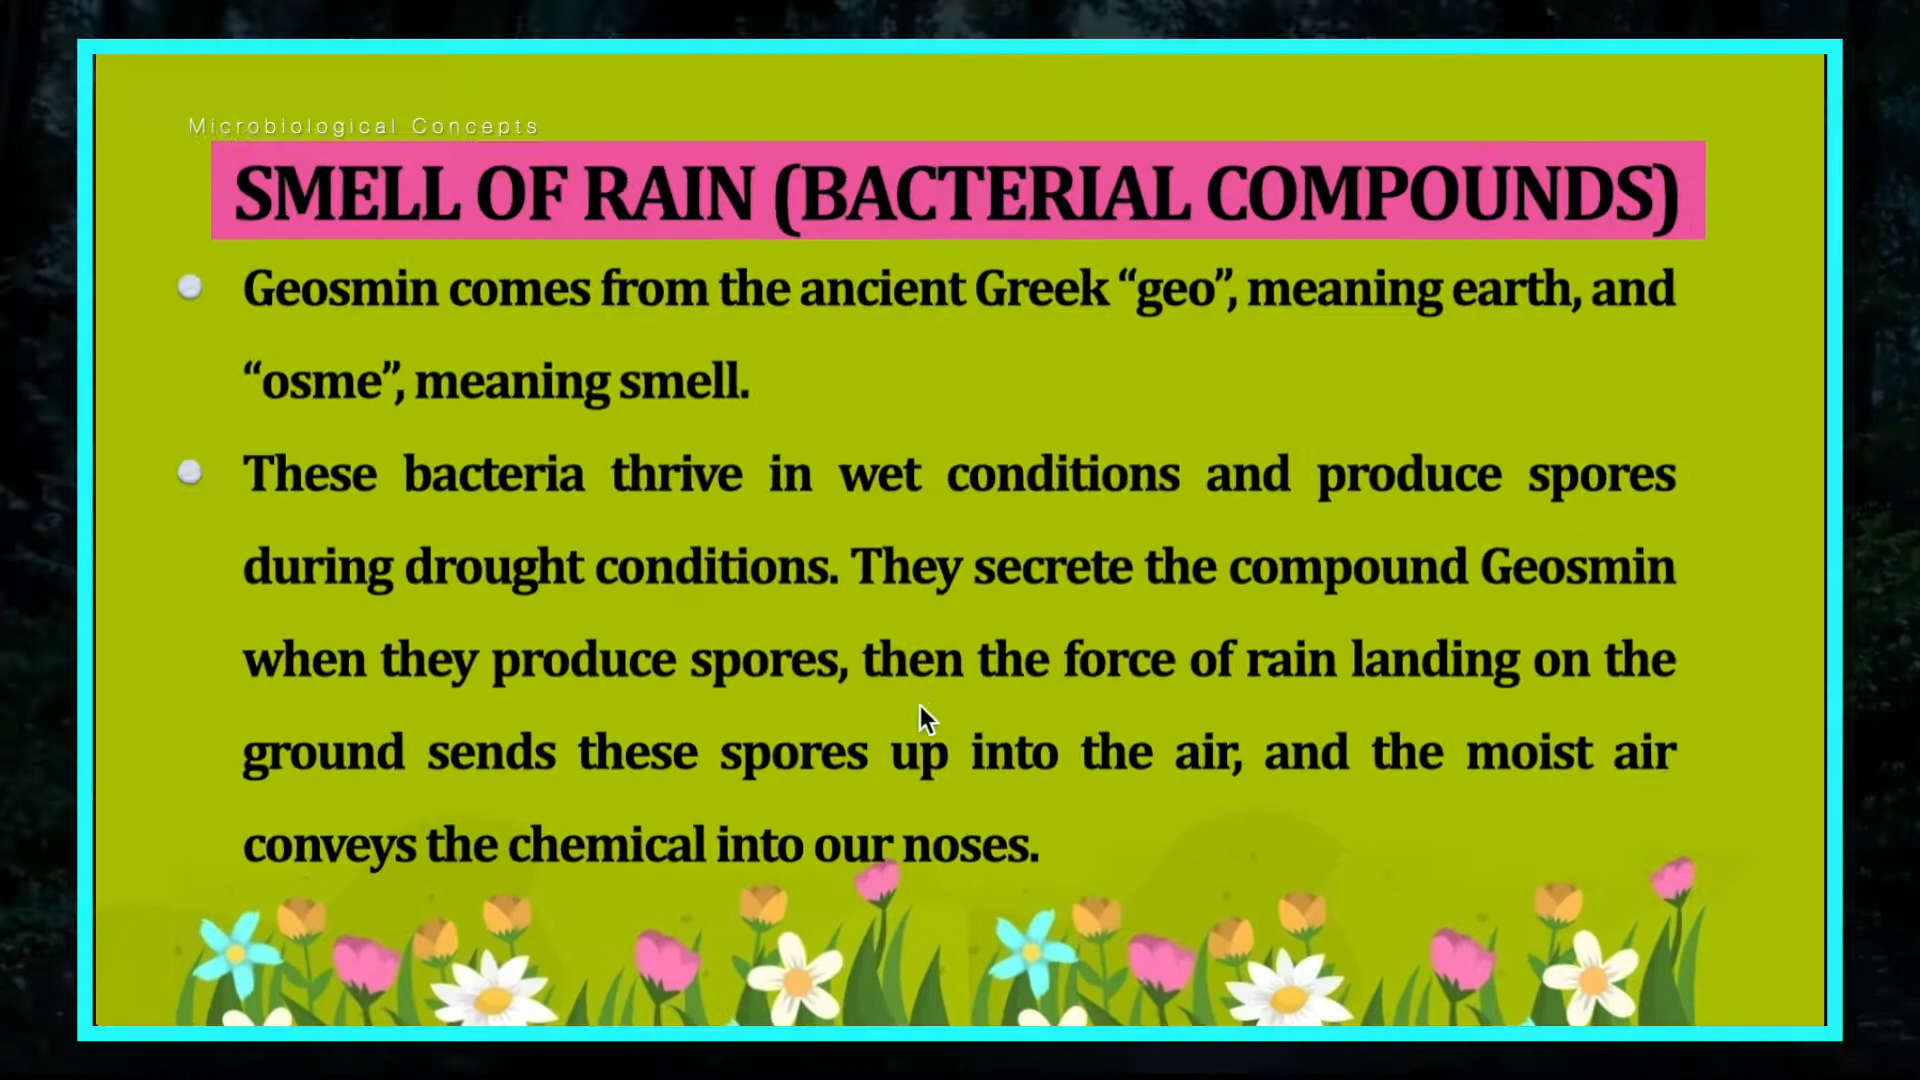 Microbiological Concepts
SMELL OF RAIN (BACTERIAL COMPOUNDS)
Geosmin comes from the ancient Greek “geo”, meaning earth, and
“osme”, meaning smell.
These bacteria thrive in wet conditions and produce spores
during drought conditions. They secrete the compound Geosmin
when they produce spores, then the force of rain landing on the
ground sends these spores up into the air, and the moist air
conveys the chemical into our noses.